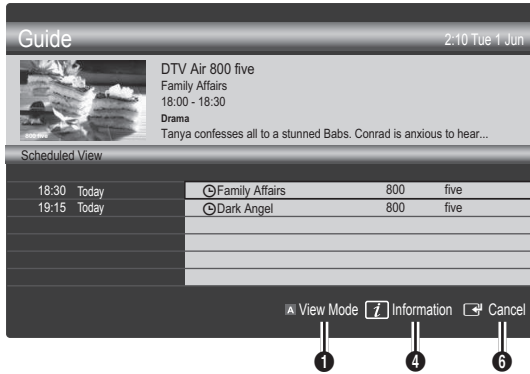 Guide 2:10 Tue 1 Jun
DTV Air 800 five
Family Affairs
18:00 - 18:30
Drama
Tanya confesses all to a stunned Babs. Conrad is anxious to hear...
Scheduled View
18:30 Today Family Affairs 800 five
19:15 Today Dark Angel 800 five
A View Mode i Information Cancel
1 4 6